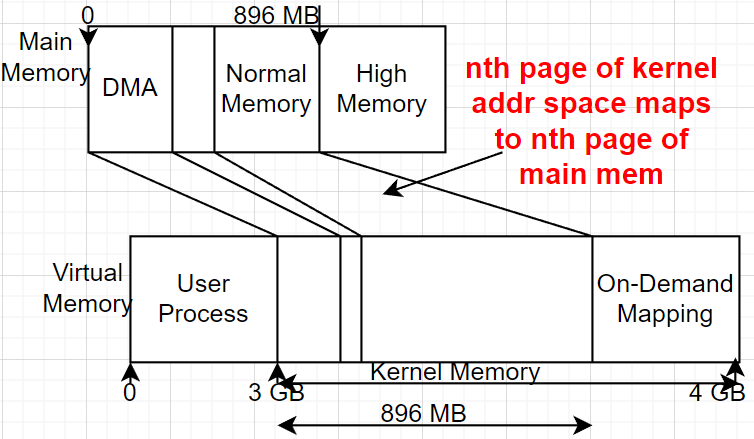 0
896 MB
Main
Memory
DMA
Normal
Memory
High
Memory
nth page of kernel
addr space maps
to nth page of
main mem
Virtual
Memory
User
Process
On-Demand
Mapping
Kernel Memory
0
3 GB
4 GB
896 MB